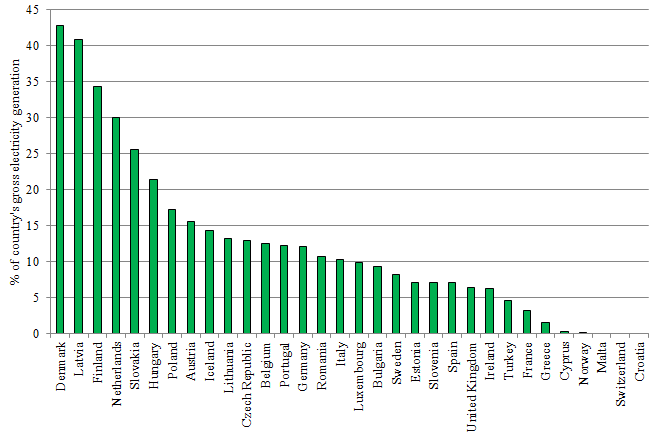 % of country's gross electricity generation
45
40
35
30
25
20
15
10
5
0
Denmark
Latvia
Finland
Netherlands
Slovakia
Hungary
Poland
Austria
Iceland
Lithuania
Czech Republic
Belgium
Portugal
Germany
Romania
Italy
Luxembourg
Bulgaria
Sweden
Estonia
Slovenia
Spain
United Kingdom
Ireland
Turkey
France
Greece
Cyprus
Norway
Malta
Switzerland
Croatia